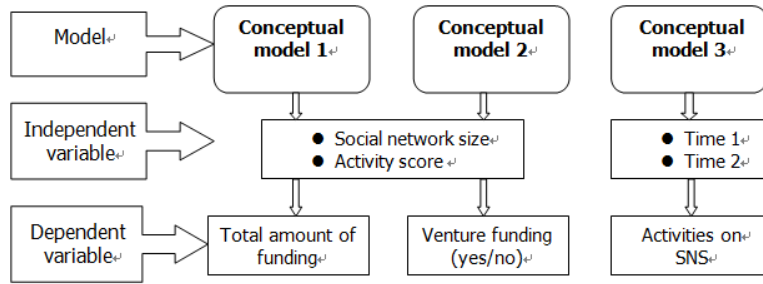 Model
Conceptual
model 1
Conceptual
model 2
Conceptual
model 3
Independent
variable
● Social network size
● Activity score
● Time 1
● Time 2
Dependent
variable
Total amount of
funding
Venture funding
(yes/no)
Activities on
SNS